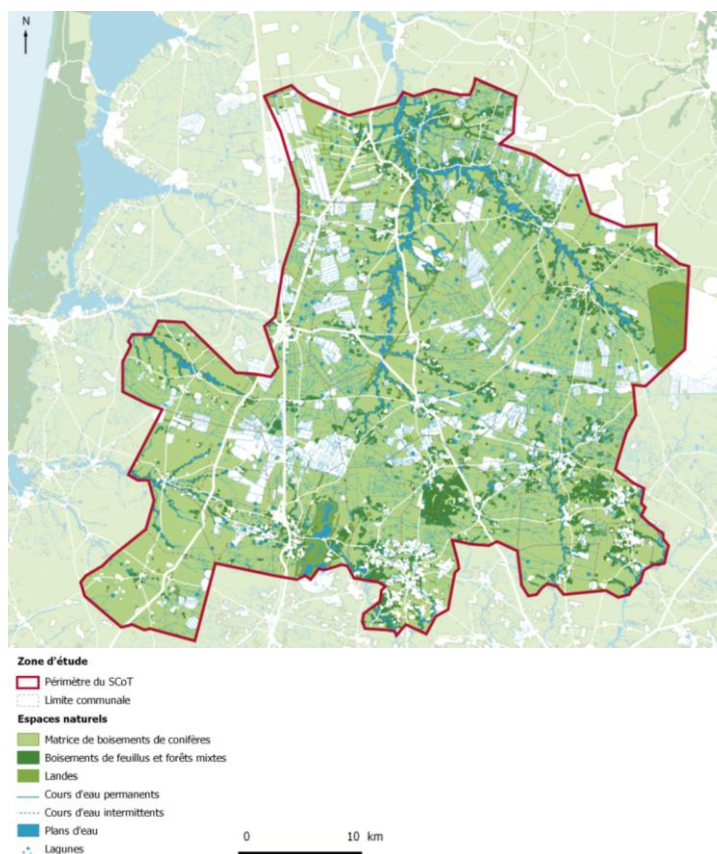 N
Zone d'étude
Périmètre du SCoT
Limite communale
Espaces naturels
Matrice de boisements de conifères
Boisements de feuillus et forêts mixtes
Landes
Cours d'eau permanents
Cours d'eau intermittents
Plans d'eau
Lagunes
0 10 km